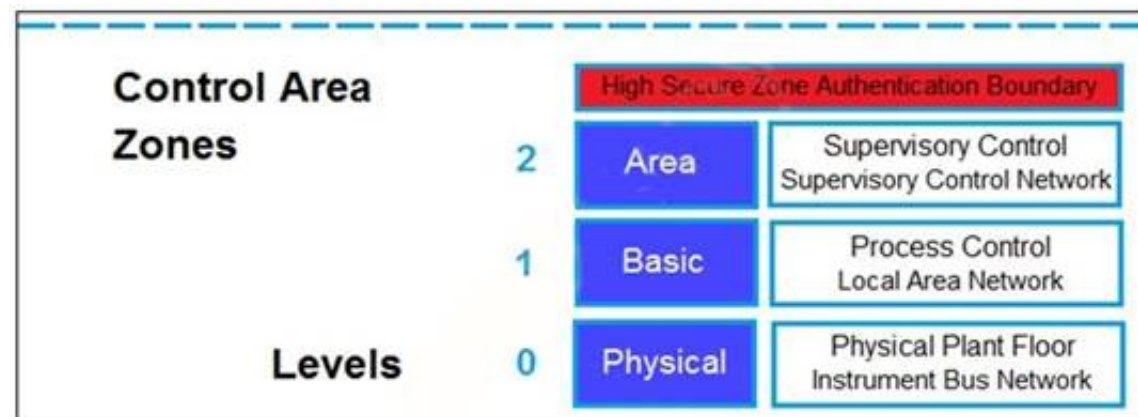 Control Area
Zones
High Secure Zone Authentication Boundary
2
Area
Supervisory Control
Supervisory Control Network
1
Basic
Process Control
Local Area Network
Levels
0
Physical
Physical Plant Floor
Instrument Bus Network